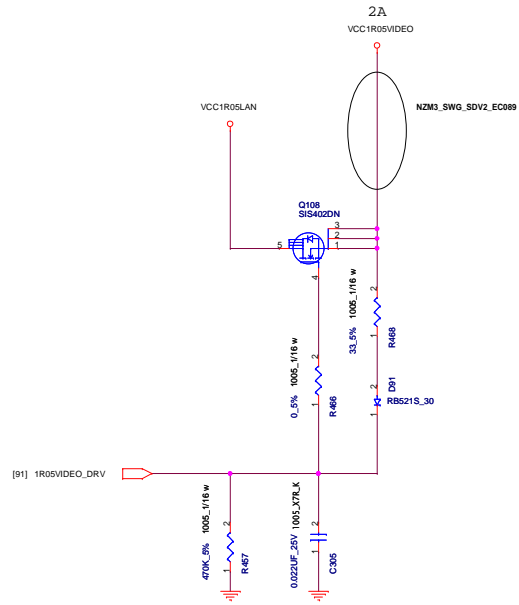 2A
VCC1R05VIDEO
VCC1R05LAN
NZM3_SWG_SDV2_EC089
Q108
SIS402DN
3
2
1
5
4
2
33_5% 1005_1/16 w
R468
1
2
0_5% 1005_1/16 w
R466
1
2
D91
RB521S_30
1
[91] 1R05VIDEO_DRV
2
470K_5% 1005_1/16 w
R457
1
2
0.022UF_25V 1005_X7R_K
C305
1